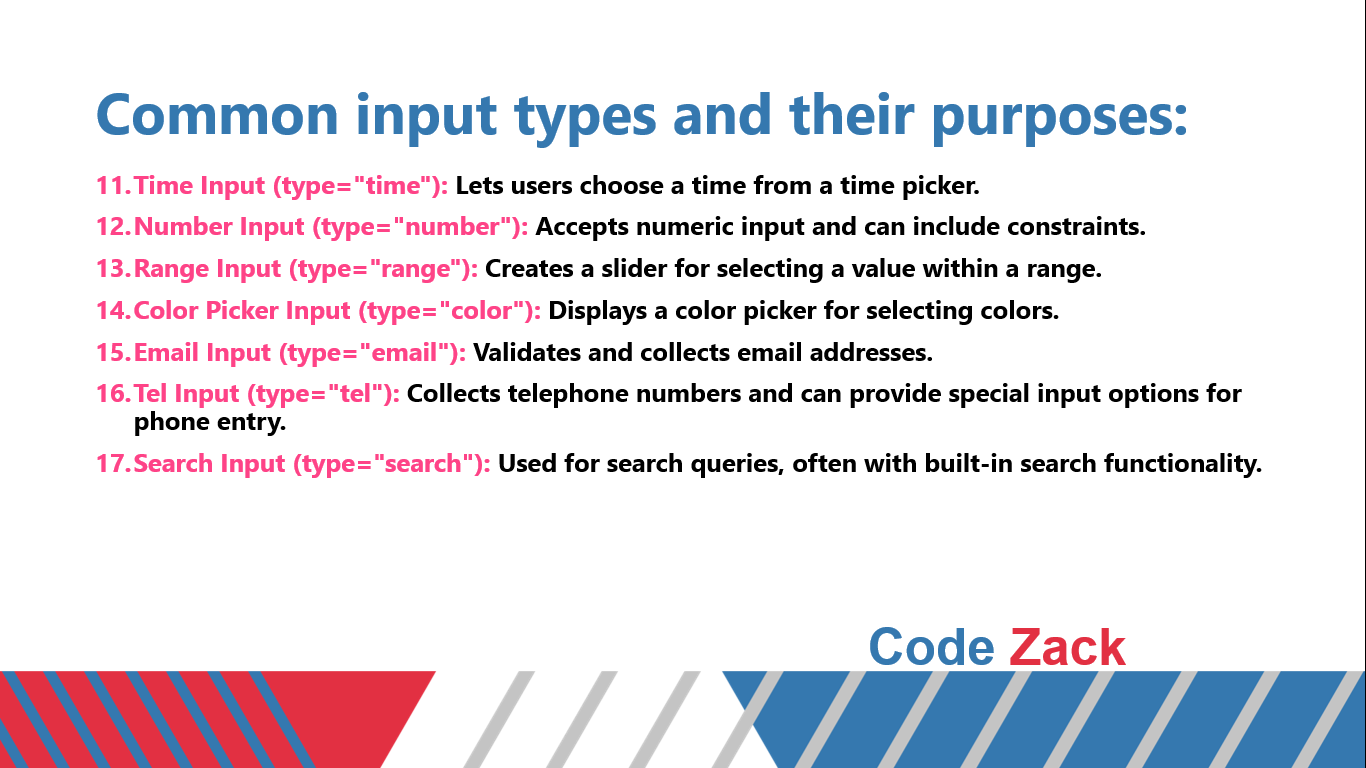 Common input types and their purposes:
11. Time Input (type="time"): Lets users choose a time from a time picker.
12. Number Input (type="number"): Accepts numeric input and can include constraints.
13. Range Input (type="range"): Creates a slider for selecting a value within a range.
14. Color Picker Input (type="color"): Displays a color picker for selecting colors.
15. Email Input (type="email"): Validates and collects email addresses.
16. Tel Input (type="tel"): Collects telephone numbers and can provide special input options for
phone entry.
17. Search Input (type="search"): Used for search queries, often with built-in search functionality.
Code Zack